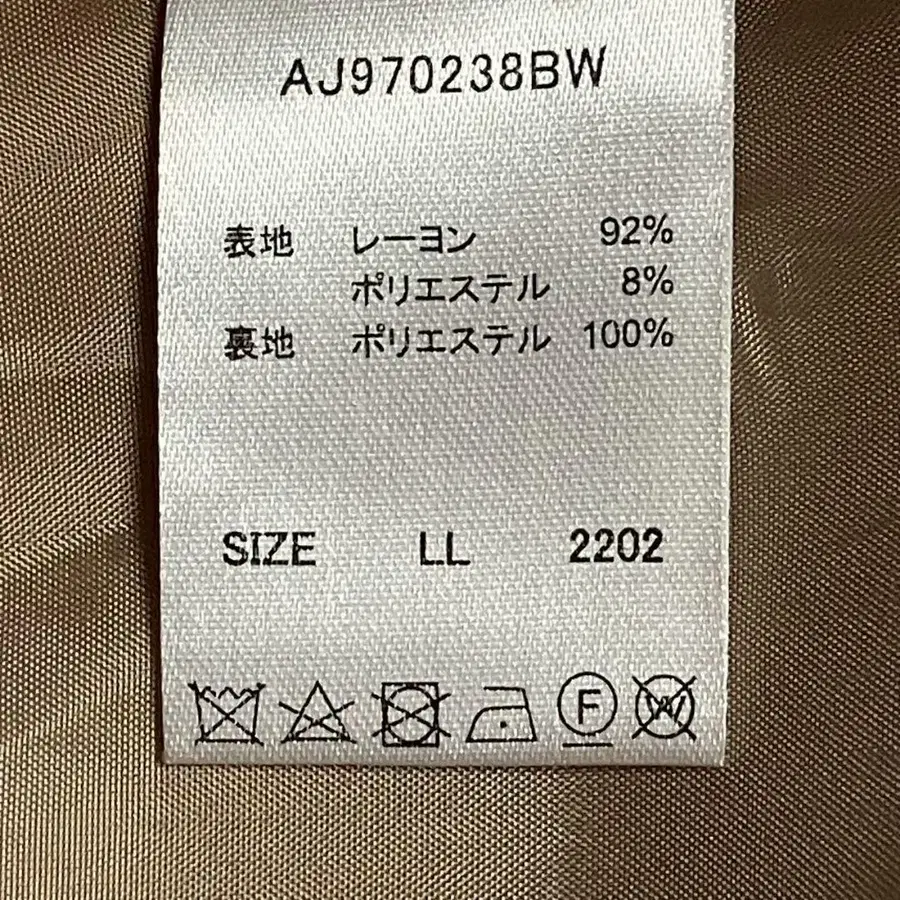 AJ970238BW
表地 レーヨン 92%
ポリエステル 8%
裏地 ポリエステル 100%
SIZE LL 2202
F W